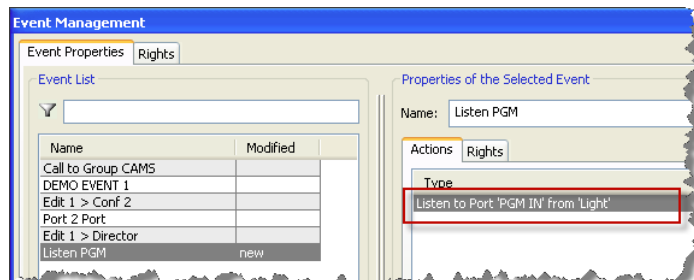 Event Management
Event Properties Rights
Event List
Name Modified
Call to Group CAMS
DEMO EVENT 1
Edit 1 > Conf 2
Port 2 Port
Edit 1 > Director
Listen PGM new
Properties of the Selected Event
Name: Listen PGM
Actions Rights
Type
Listen to Port 'PGM IN' from 'Light'